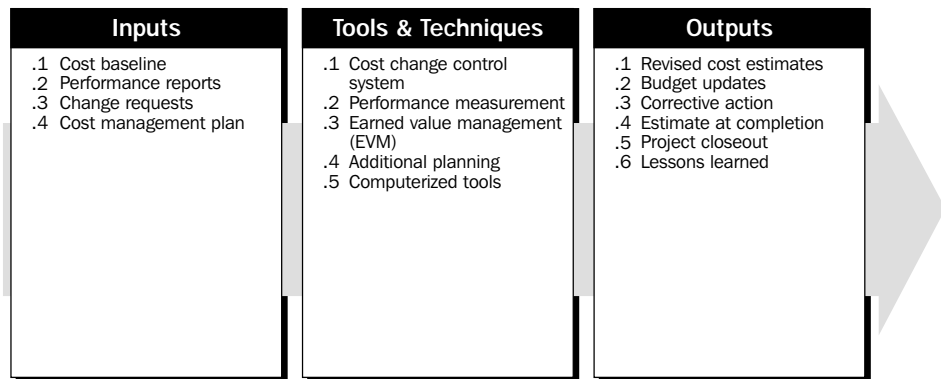 Inputs
.1 Cost baseline
.2 Performance reports
.3 Change requests
.4 Cost management plan
Tools & Techniques
.1 Cost change control
system
.2 Performance measurement
.3 Earned value management
(EVM)
.4 Additional planning
.5 Computerized tools
Outputs
.1 Revised cost estimates
.2 Budget updates
.3 Corrective action
.4 Estimate at completion
.5 Project closeout
.6 Lessons learned